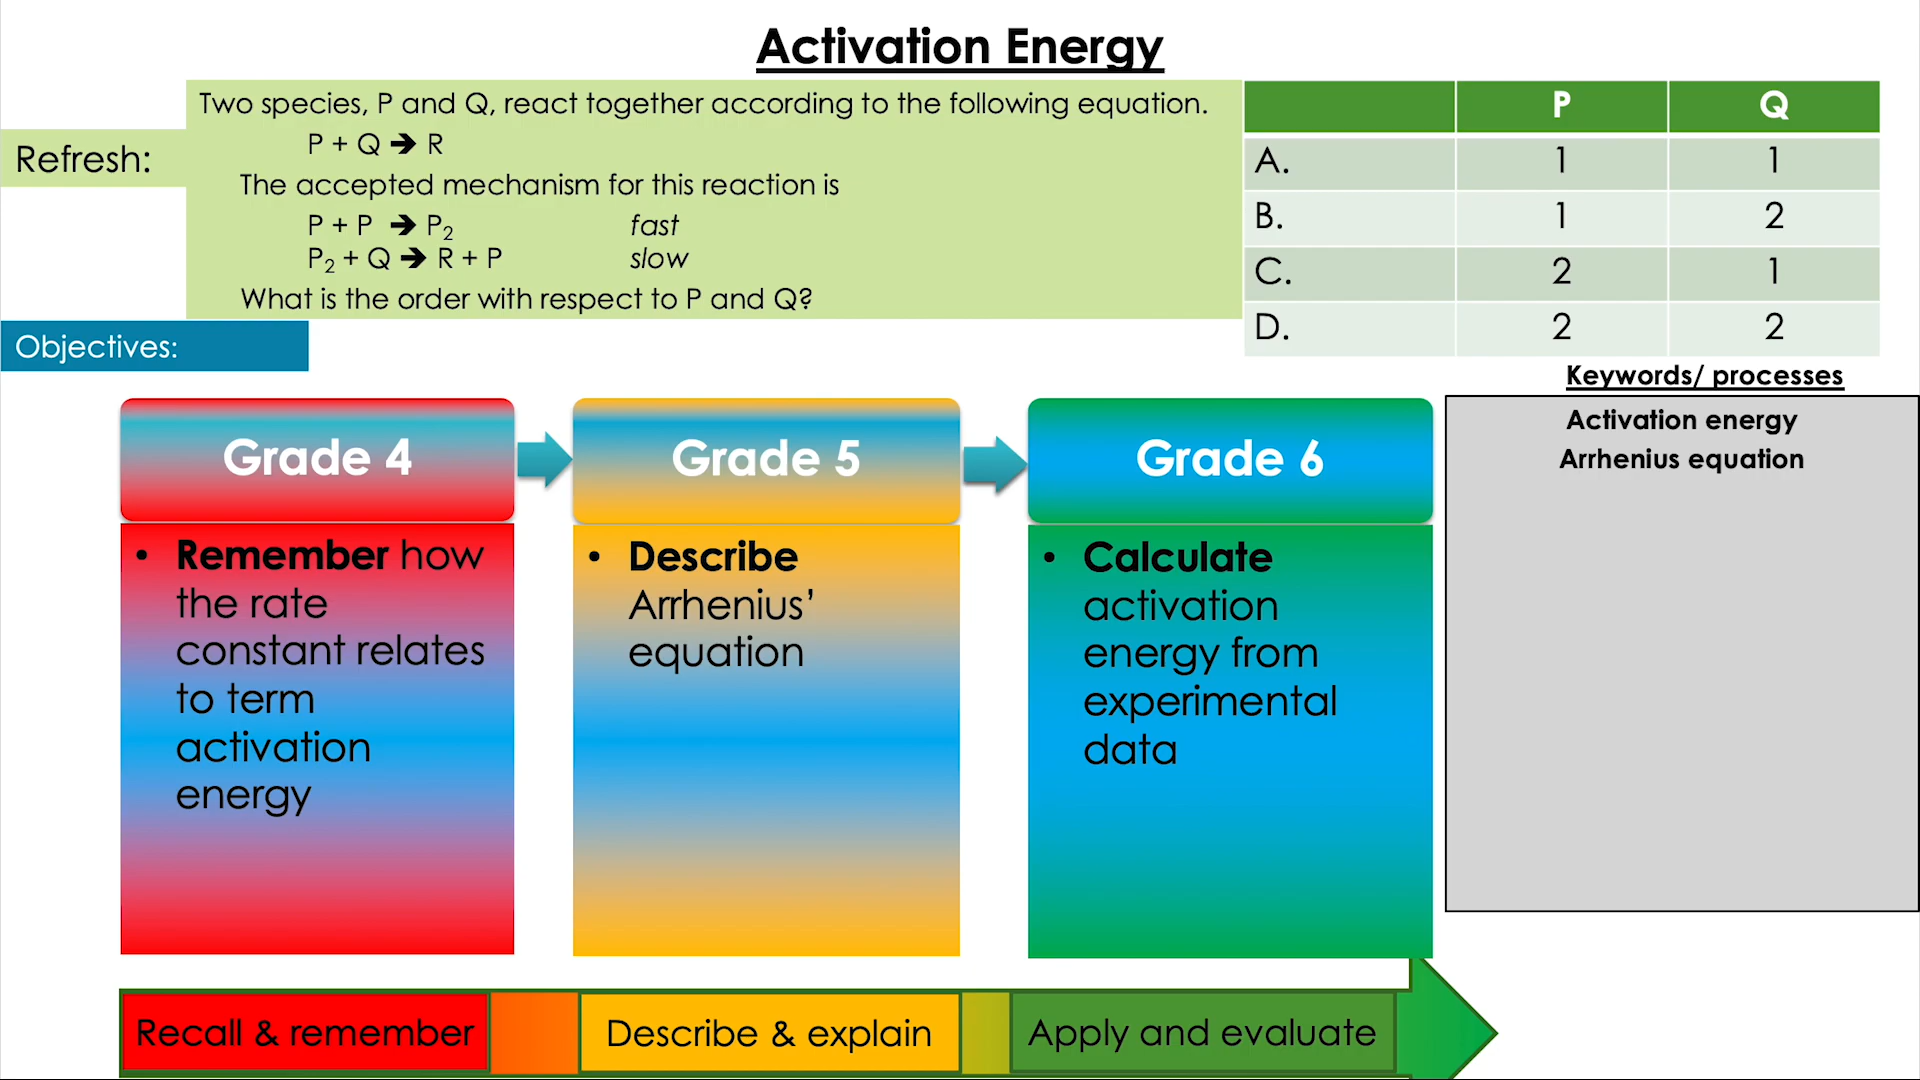 Activation Energy
Refresh:
Two species, P and Q, react together according to the following equation.
P + Q 🡺 R
The accepted mechanism for this reaction is
P + P 🡺 P₂ fast
P₂ + Q 🡺 R + P slow
What is the order with respect to P and Q?
P Q
A. 1 1
B. 1 2
C. 2 1
D. 2 2
Objectives:
Keywords/ processes
Activation energy
Arrhenius equation
Grade 4
• Remember how
the rate
constant relates
to term
activation
energy
Grade 5
• Describe
Arrhenius’
equation
Grade 6
• Calculate
activation
energy from
experimental
data
Recall & remember
Describe & explain
Apply and evaluate